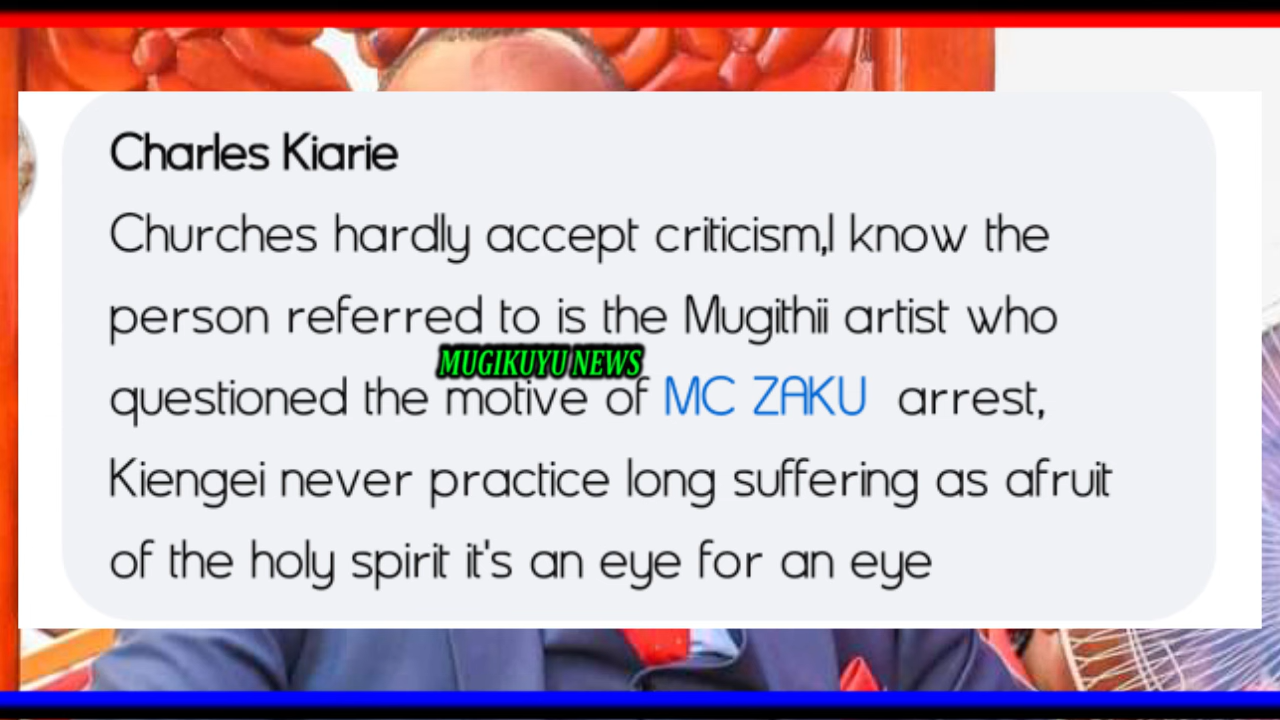 Charles Kiarie
Churches hardly accept criticism,I know the
person referred to is the Mugithii artist who
MUGIKUYU NEWS
questioned the motive of MC ZAKU arrest,
Kiengei never practice long suffering as afruit
of the holy spirit it's an eye for an eye